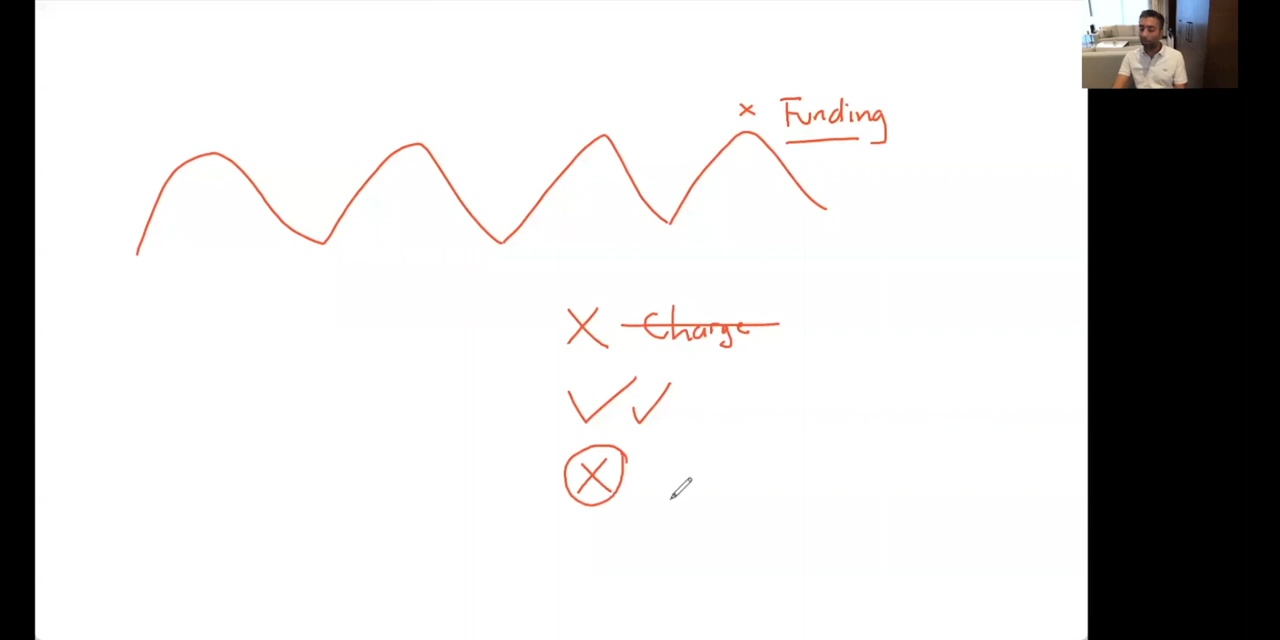 × Funding
X Charge
✓✓
X